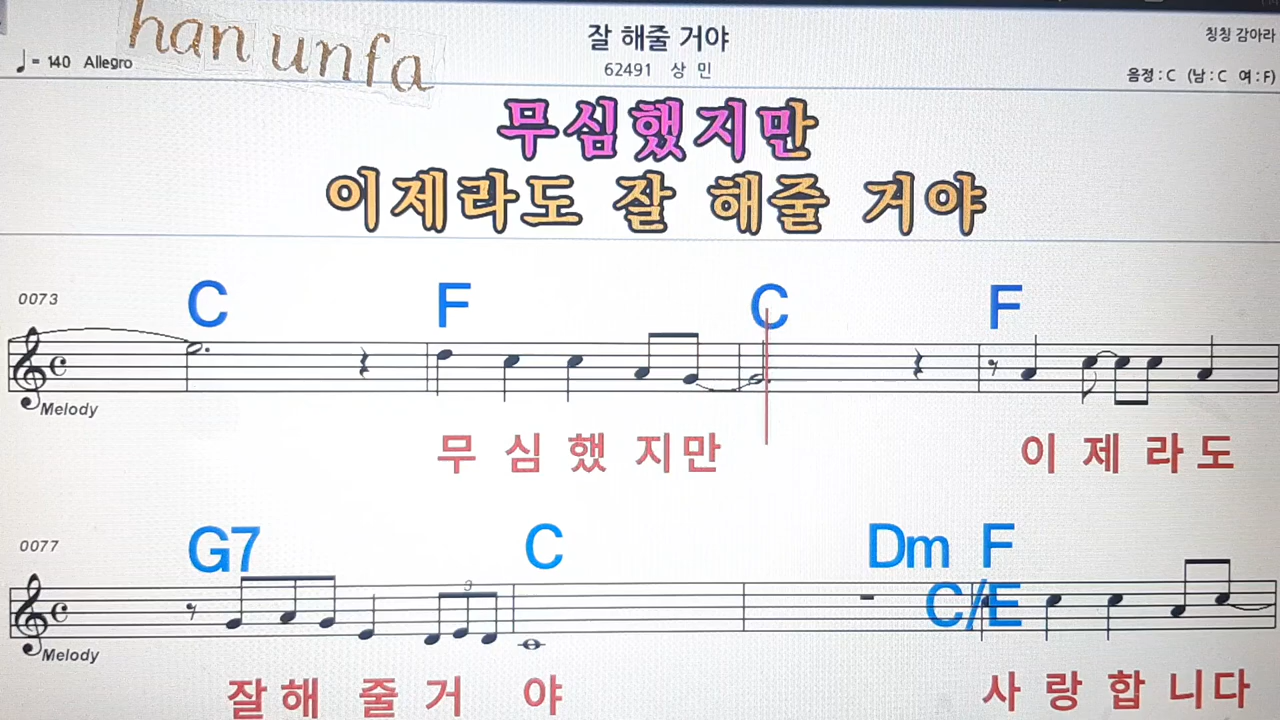 han unfa
잘 해줄 거야
칭칭 감아라
♩= 140 Allegro
62491 상 민
음정 : C (남 : C 여 : F)
무심했지만
이제라도 잘 해줄 거야
0073
C F C F
Melody
무 심 했 지만 이 제 라 도
0077
G7 C Dm F
C/E
3
Melody
잘해 줄 거 야 사 랑 합 니다